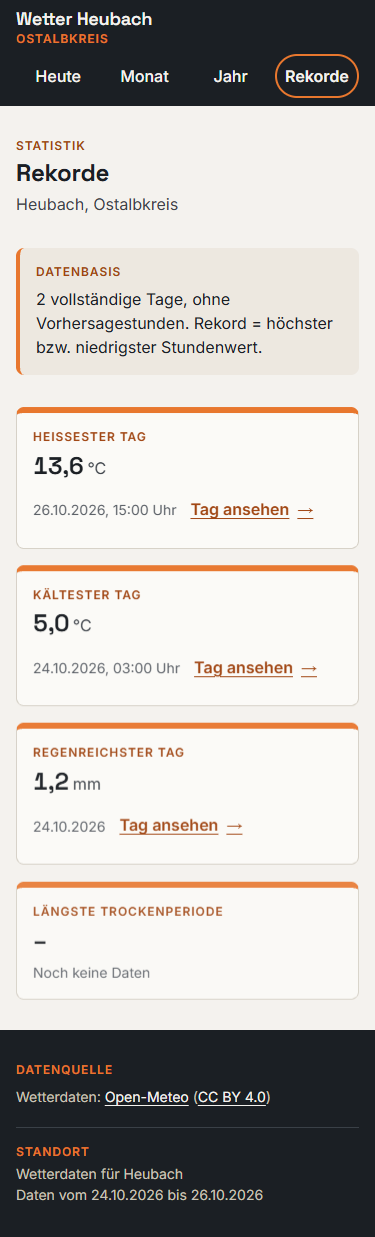 Wetter Heubach
OSTALBKREIS
Heute Monat Jahr Rekorde
STATISTIK
Rekorde
Heubach, Ostalbkreis
DATENBASIS
2 vollständige Tage, ohne
Vorhersagestunden. Rekord = höchster
bzw. niedrigster Stundenwert.
HEISSESTER TAG
13,6 °C
26.10.2026, 15:00 Uhr Tag ansehen →
KÄLTESTER TAG
5,0 °C
24.10.2026, 03:00 Uhr Tag ansehen →
REGENREICHSTER TAG
1,2 mm
24.10.2026 Tag ansehen →
LÄNGSTE TROCKENPERIODE
–
Noch keine Daten
DATENQUELLE
Wetterdaten: Open-Meteo (CC BY 4.0)
STANDORT
Wetterdaten für Heubach
Daten vom 24.10.2026 bis 26.10.2026